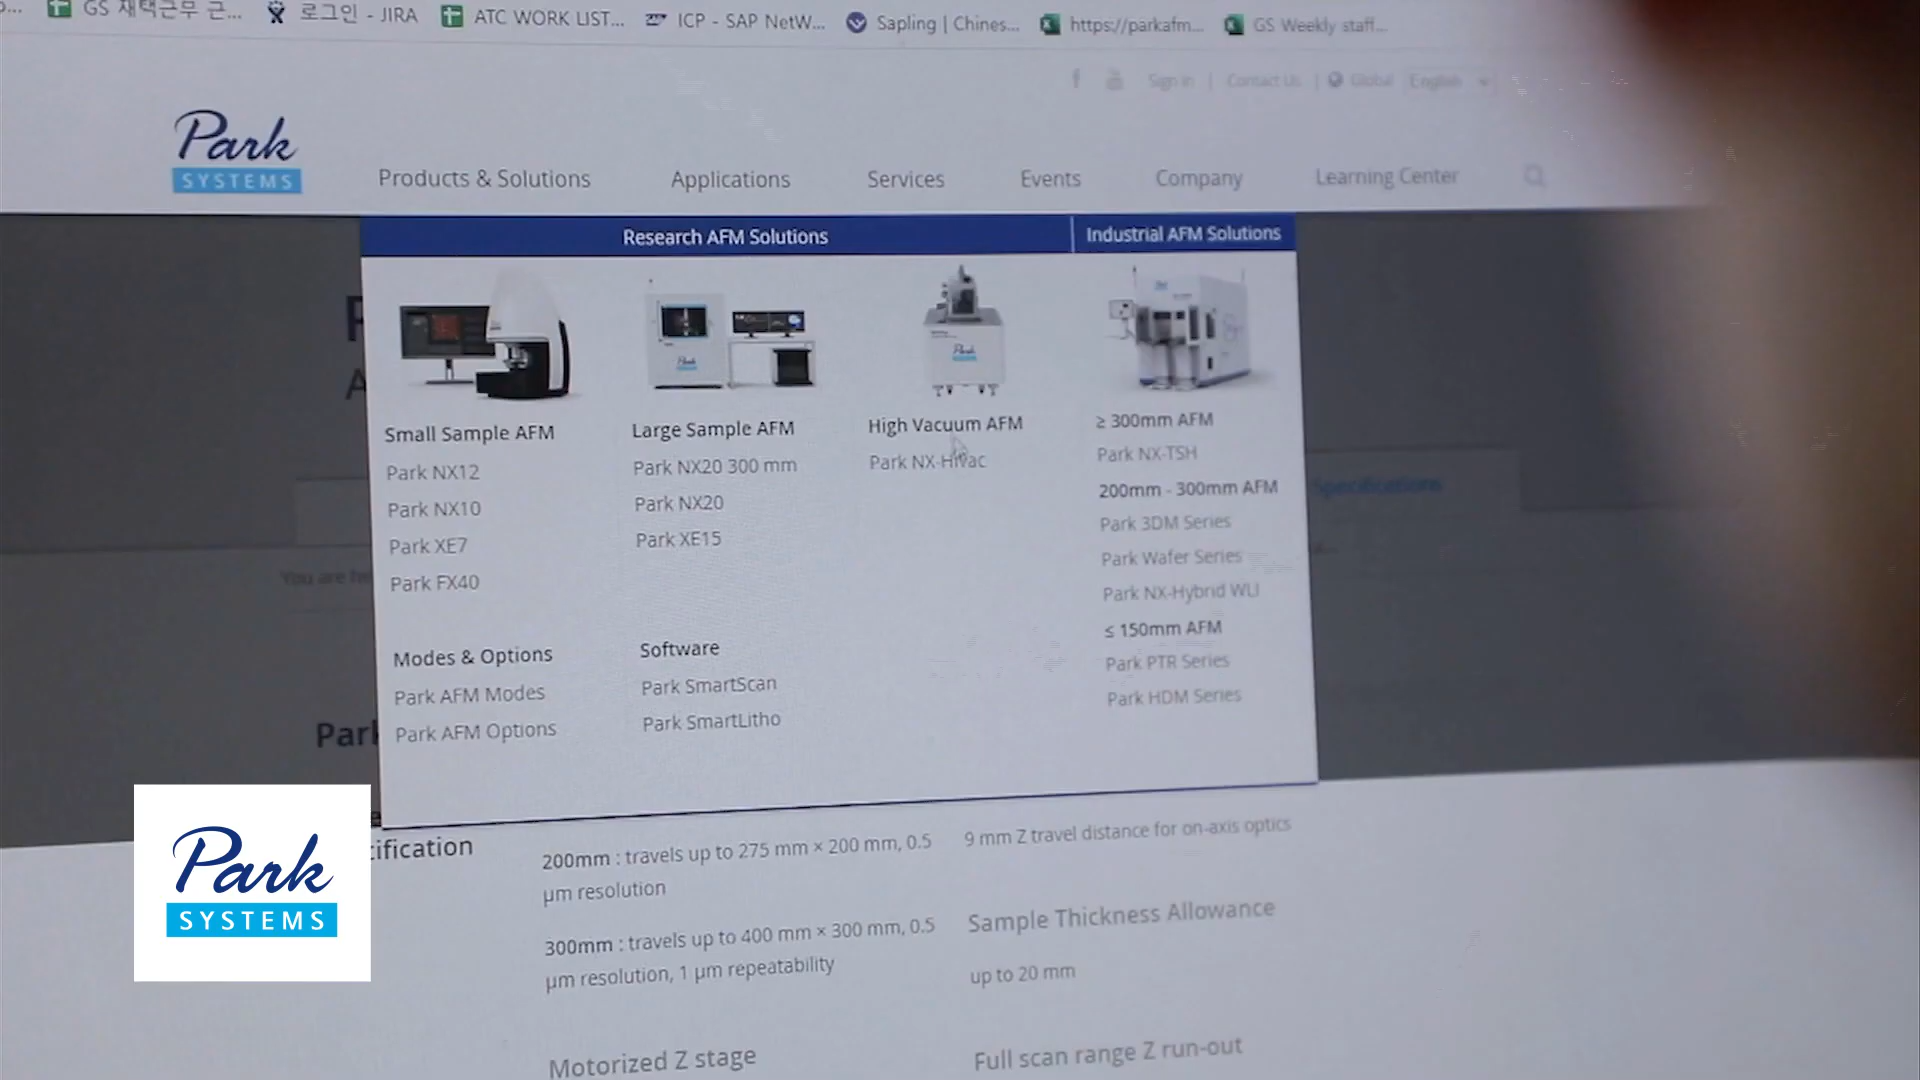 GS 재택근무 근...
로그인 - JIRA
ATC WORK LIST...
ICP - SAP NetW...
Sapling | Chines...
https://parkafm...
GS Weekly staff...
Sign in | Contact Us | Global English
Park
SYSTEMS
Products & Solutions
Applications
Services
Events
Company
Learning Center
Research AFM Solutions
Industrial AFM Solutions
Small Sample AFM
Park NX12
Park NX10
Park XE7
Park FX40
Large Sample AFM
Park NX20 300 mm
Park NX20
Park XE15
High Vacuum AFM
Park NX-Hivac
≥ 300mm AFM
Park NX-TSH
200mm - 300mm AFM
Park 3DM Series
Park Wafer Series
Park NX-Hybrid WLI
≤ 150mm AFM
Park PTR Series
Park HDM Series
Modes & Options
Park AFM Modes
Park AFM Options
Software
Park SmartScan
Park SmartLitho
Specifications
You are he
Park
tification
200mm : travels up to 275 mm × 200 mm, 0.5
µm resolution
300mm : travels up to 400 mm × 300 mm, 0.5
µm resolution, 1 µm repeatability
Motorized Z stage
9 mm Z travel distance for on-axis optics
Sample Thickness Allowance
up to 20 mm
Full scan range Z run-out
Park
SYSTEMS